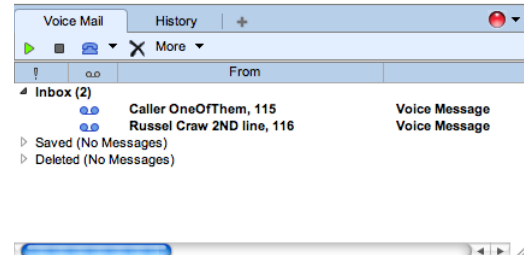 Voice Mail History +
More
! From
Inbox (2)
Caller OneOfThem, 115 Voice Message
Russel Craw 2ND line, 116 Voice Message
Saved (No Messages)
Deleted (No Messages)